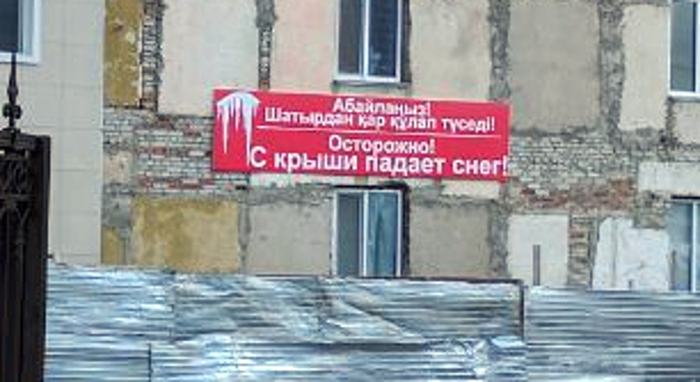 Абайлаңыз!
Шатырдан қар құлап түседі!
Осторожно!
С крыши падает снег!